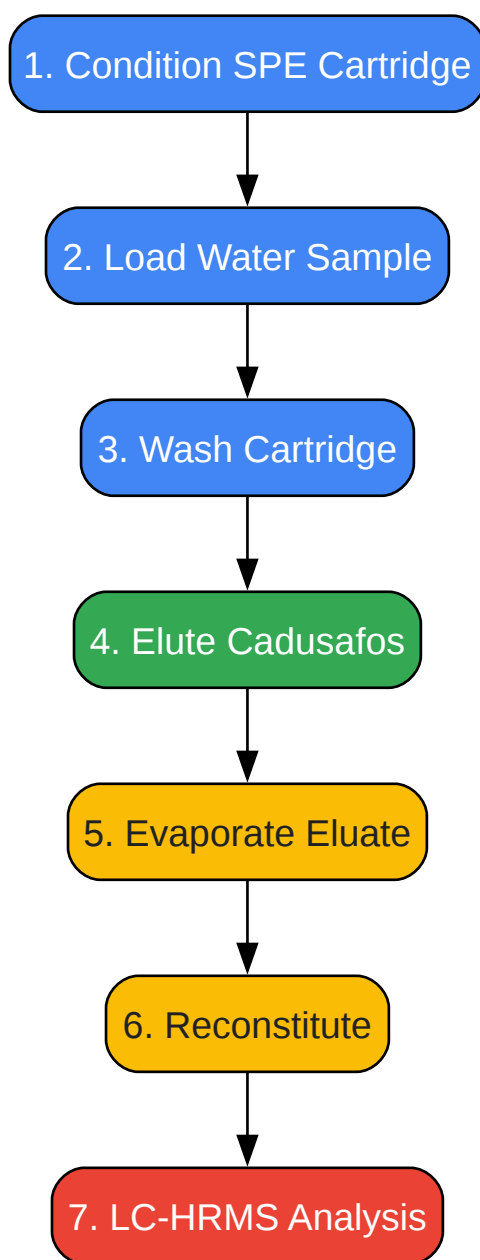 1. Condition SPE Cartridge
2. Load Water Sample
3. Wash Cartridge
4. Elute Cadusafos
5. Evaporate Eluate
6. Reconstitute
7. LC-HRMS Analysis